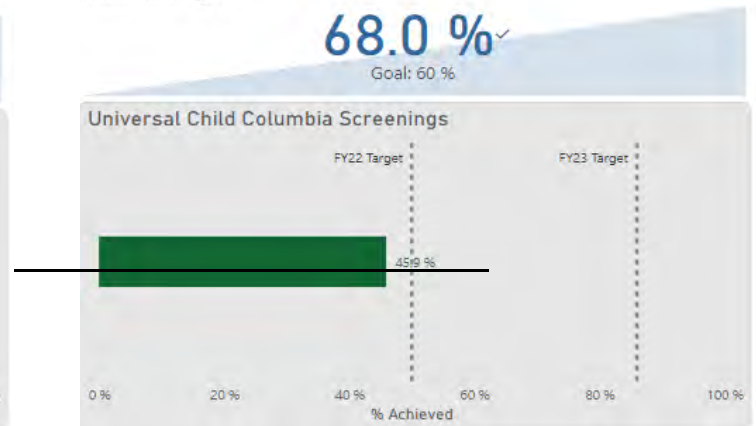 68.0 %
Goal: 60 %
Universal Child Columbia Screenings
FY22 Target
FY23 Target
45.9 %
0 %
20 %
40 %
60 %
80 %
100 %
% Achieved